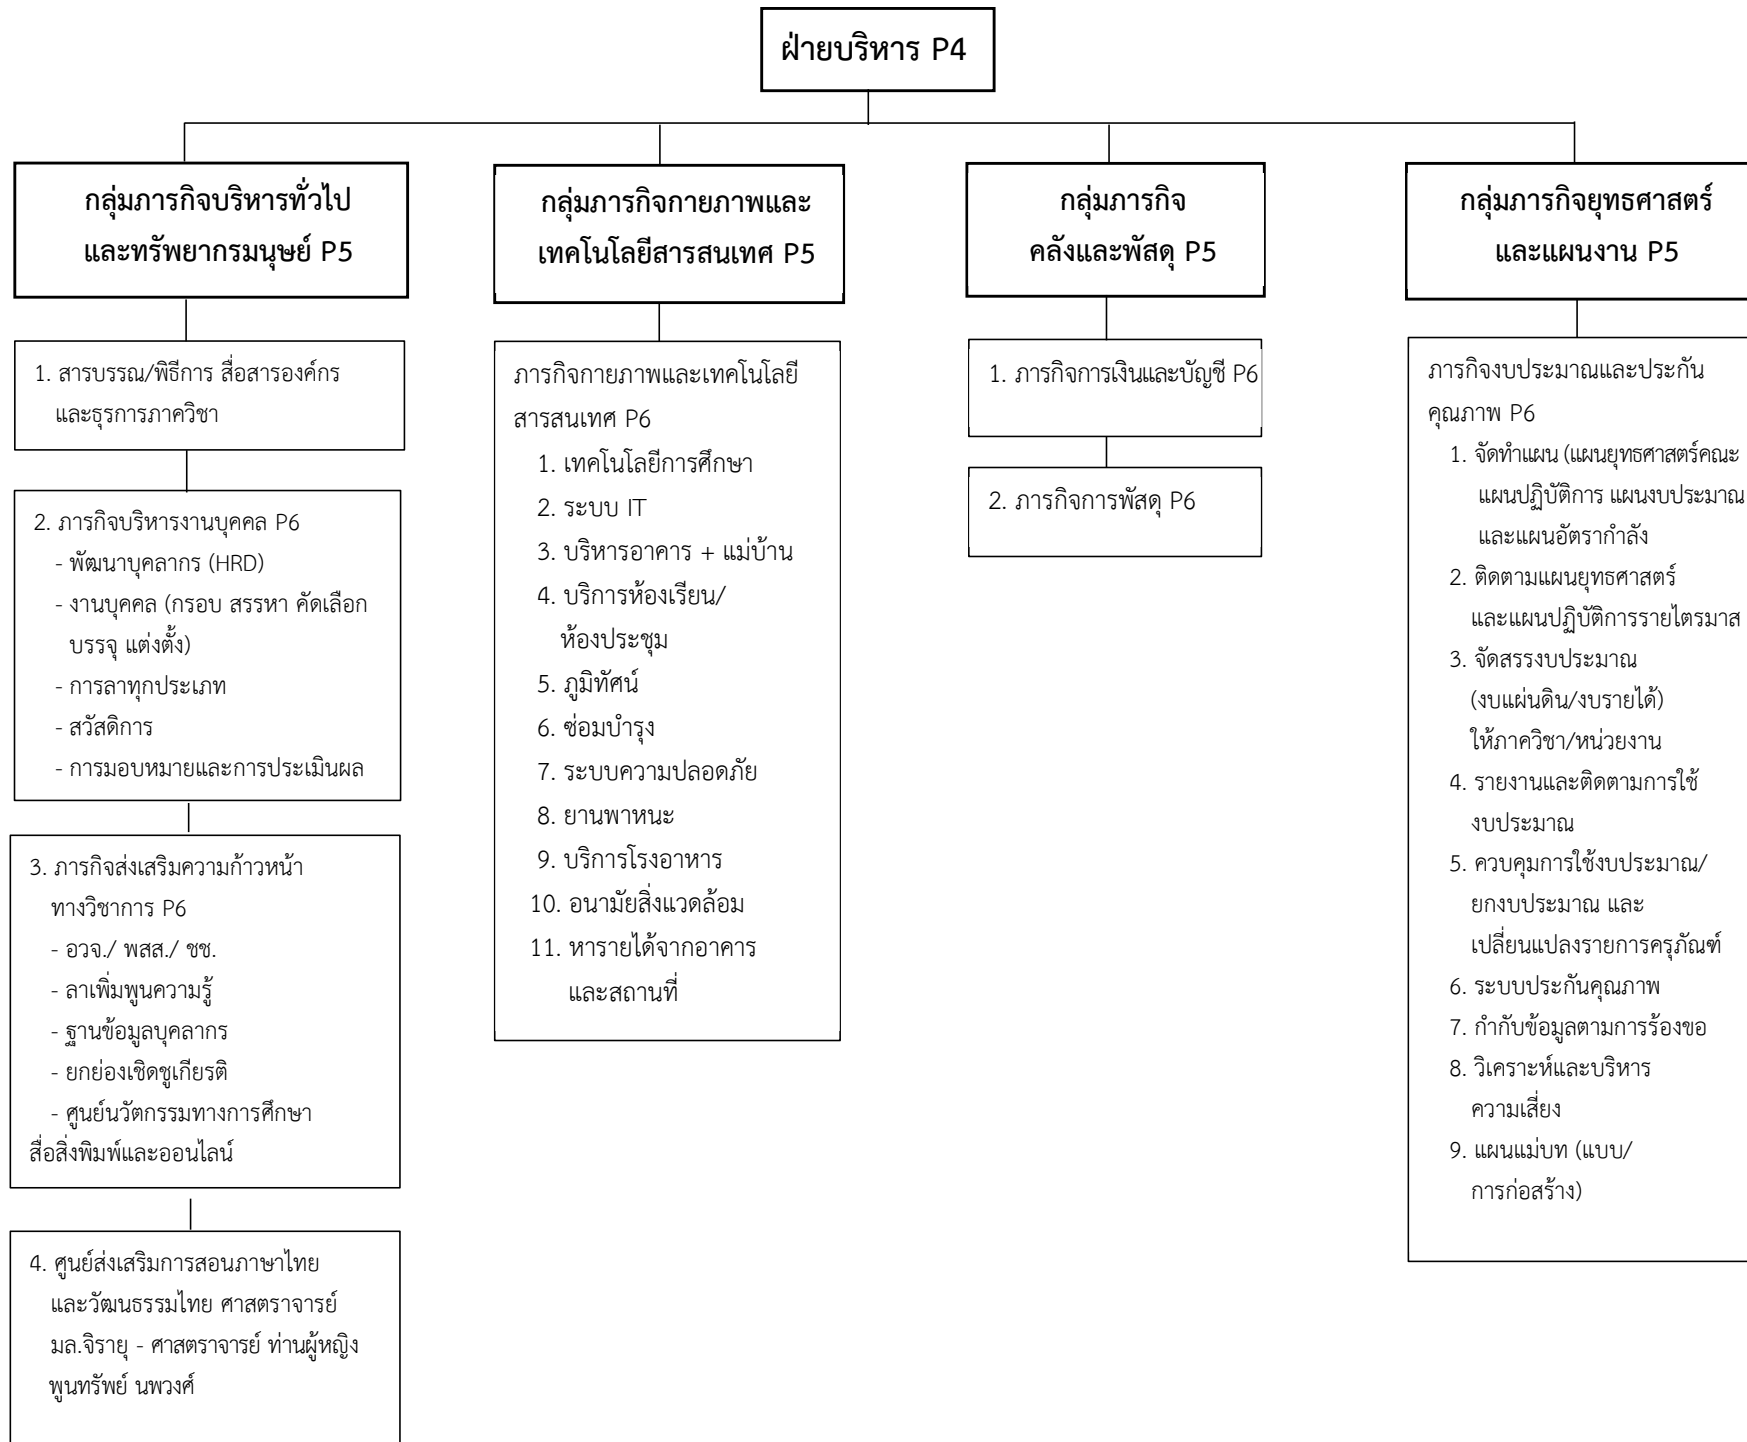 ฝ่ายบริหาร P4
กลุ่มภารกิจบริหารทั่วไป
และทรัพยากรมนุษย์ P5
1. สารบรรณ/พิธีการ สื่อสารองค์กร
และธุรการภาควิชา
2. ภารกิจบริหารงานบุคคล P6
- พัฒนาบุคลากร (HRD)
- งานบุคคล (กรอบ สรรหา คัดเลือก
บรรจุ แต่งตั้ง)
- การลาทุกประเภท
- สวัสดิการ
- การมอบหมายและการประเมินผล
3. ภารกิจส่งเสริมความก้าวหน้า
ทางวิชาการ P6
- อวจ./ พสส./ ชช.
- ลาเพิ่มพูนความรู้
- ฐานข้อมูลบุคลากร
- ยกย่องเชิดชูเกียรติ
- ศูนย์นวัตกรรมทางการศึกษา
สื่อสิ่งพิมพ์และออนไลน์
4. ศูนย์ส่งเสริมการสอนภาษาไทย
และวัฒนธรรมไทย ศาสตราจารย์
มล.จิรายุ - ศาสตราจารย์ ท่านผู้หญิง
พูนทรัพย์ นพวงศ์
กลุ่มภารกิจกายภาพและ
เทคโนโลยีสารสนเทศ P5
ภารกิจกายภาพและเทคโนโลยี
สารสนเทศ P6
1. เทคโนโลยีการศึกษา
2. ระบบ IT
3. บริหารอาคาร + แม่บ้าน
4. บริการห้องเรียน/
ห้องประชุม
5. ภูมิทัศน์
6. ซ่อมบำรุง
7. ระบบความปลอดภัย
8. ยานพาหนะ
9. บริการโรงอาหาร
10. อนามัยสิ่งแวดล้อม
11. หารายได้จากอาคาร
และสถานที่
กลุ่มภารกิจ
คลังและพัสดุ P5
1. ภารกิจการเงินและบัญชี P6
2. ภารกิจการพัสดุ P6
กลุ่มภารกิจยุทธศาสตร์
และแผนงาน P5
ภารกิจงบประมาณและประกัน
คุณภาพ P6
1. จัดทำแผน (แผนยุทธศาสตร์คณะ
แผนปฏิบัติการ แผนงบประมาณ
และแผนอัตรากำลัง
2. ติดตามแผนยุทธศาสตร์
และแผนปฏิบัติการรายไตรมาส
3. จัดสรรงบประมาณ
(งบแผ่นดิน/งบรายได้)
ให้ภาควิชา/หน่วยงาน
4. รายงานและติดตามการใช้
งบประมาณ
5. ควบคุมการใช้งบประมาณ/
ยกงบประมาณ และ
เปลี่ยนแปลงรายการครุภัณฑ์
6. ระบบประกันคุณภาพ
7. กำกับข้อมูลตามการร้องขอ
8. วิเคราะห์และบริหาร
ความเสี่ยง
9. แผนแม่บท (แบบ/
การก่อสร้าง)